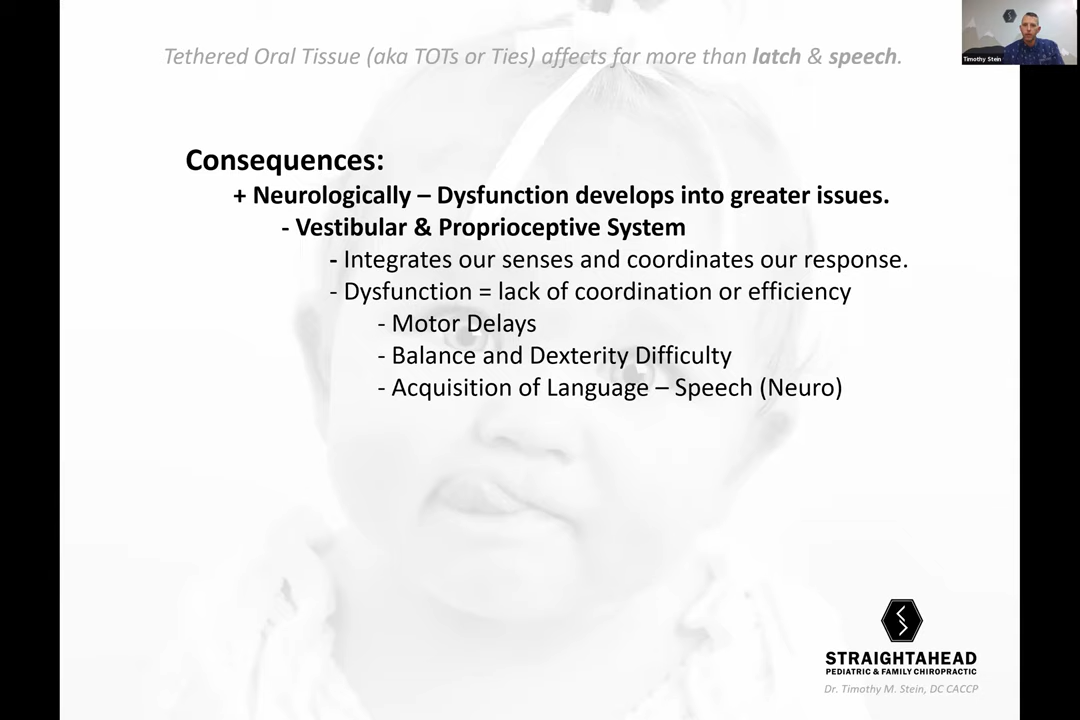 Tethered Oral Tissue (aka TOTs or Ties) affects far more than latch & speech.
Timothy Stein
Consequences:
+ Neurologically – Dysfunction develops into greater issues.
- Vestibular & Proprioceptive System
- Integrates our senses and coordinates our response.
- Dysfunction = lack of coordination or efficiency
- Motor Delays
- Balance and Dexterity Difficulty
- Acquisition of Language – Speech (Neuro)
STRAIGHTAHEAD
PEDIATRIC & FAMILY CHIROPRACTIC
Dr. Timothy M. Stein, DC CACCP